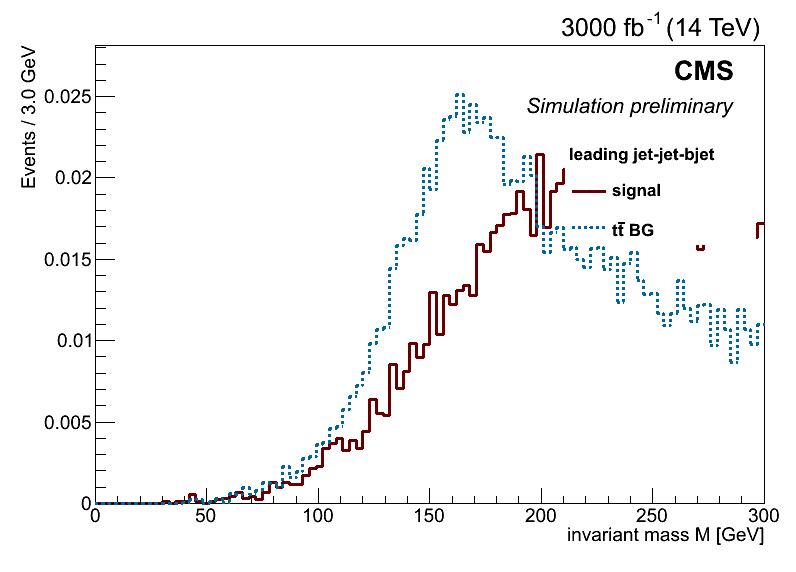 3000 fb-1 (14 TeV)
CMS
Simulation preliminary
leading jet-jet-bjet
signal
tt̄ BG
Events / 3.0 GeV
0.025
0.02
0.015
0.01
0.005
0
0 50 100 150 200 250 300
invariant mass M [GeV]